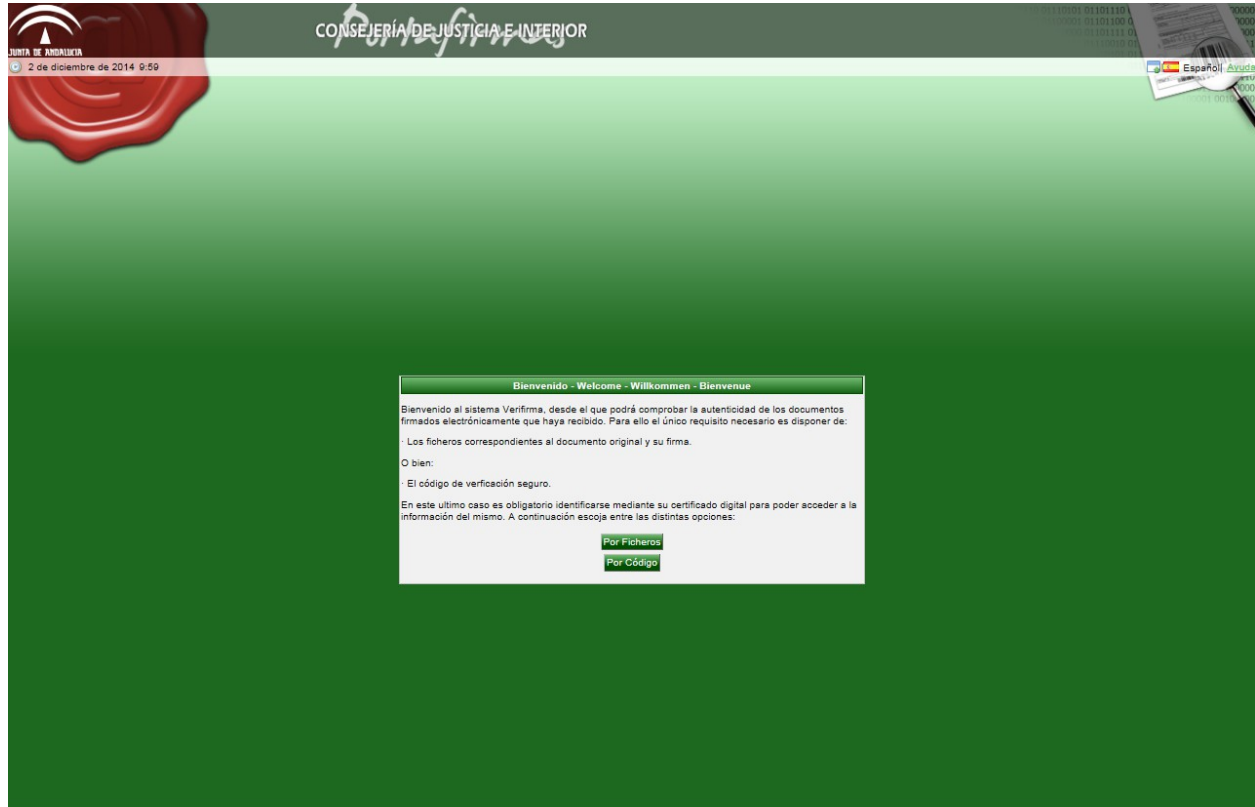 JUNTA DE ANDALUCIA
Portafirmas
CONSEJERÍA DE JUSTICIA E INTERIOR
2 de diciembre de 2014 9:59
Español| Ayuda
Bienvenido - Welcome - Willkommen - Bienvenue
Bienvenido al sistema Verifirma, desde el que podrá comprobar la autenticidad de los documentos
firmados electrónicamente que haya recibido. Para ello el único requisito necesario es disponer de:
· Los ficheros correspondientes al documento original y su firma.
O bien:
· El código de verficación seguro.
En este ultimo caso es obligatorio identificarse mediante su certificado digital para poder acceder a la
información del mismo. A continuación escoja entre las distintas opciones:
Por Ficheros
Por Código